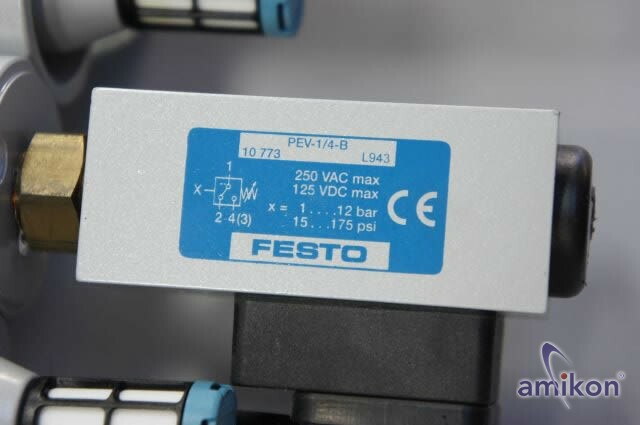 PEV-1/4-B
10 773 L943
1
250 VAC max
125 VDC max
X
x = 1....12 bar
15...175 psi
2 4(3)
CE
FESTO
amikon®